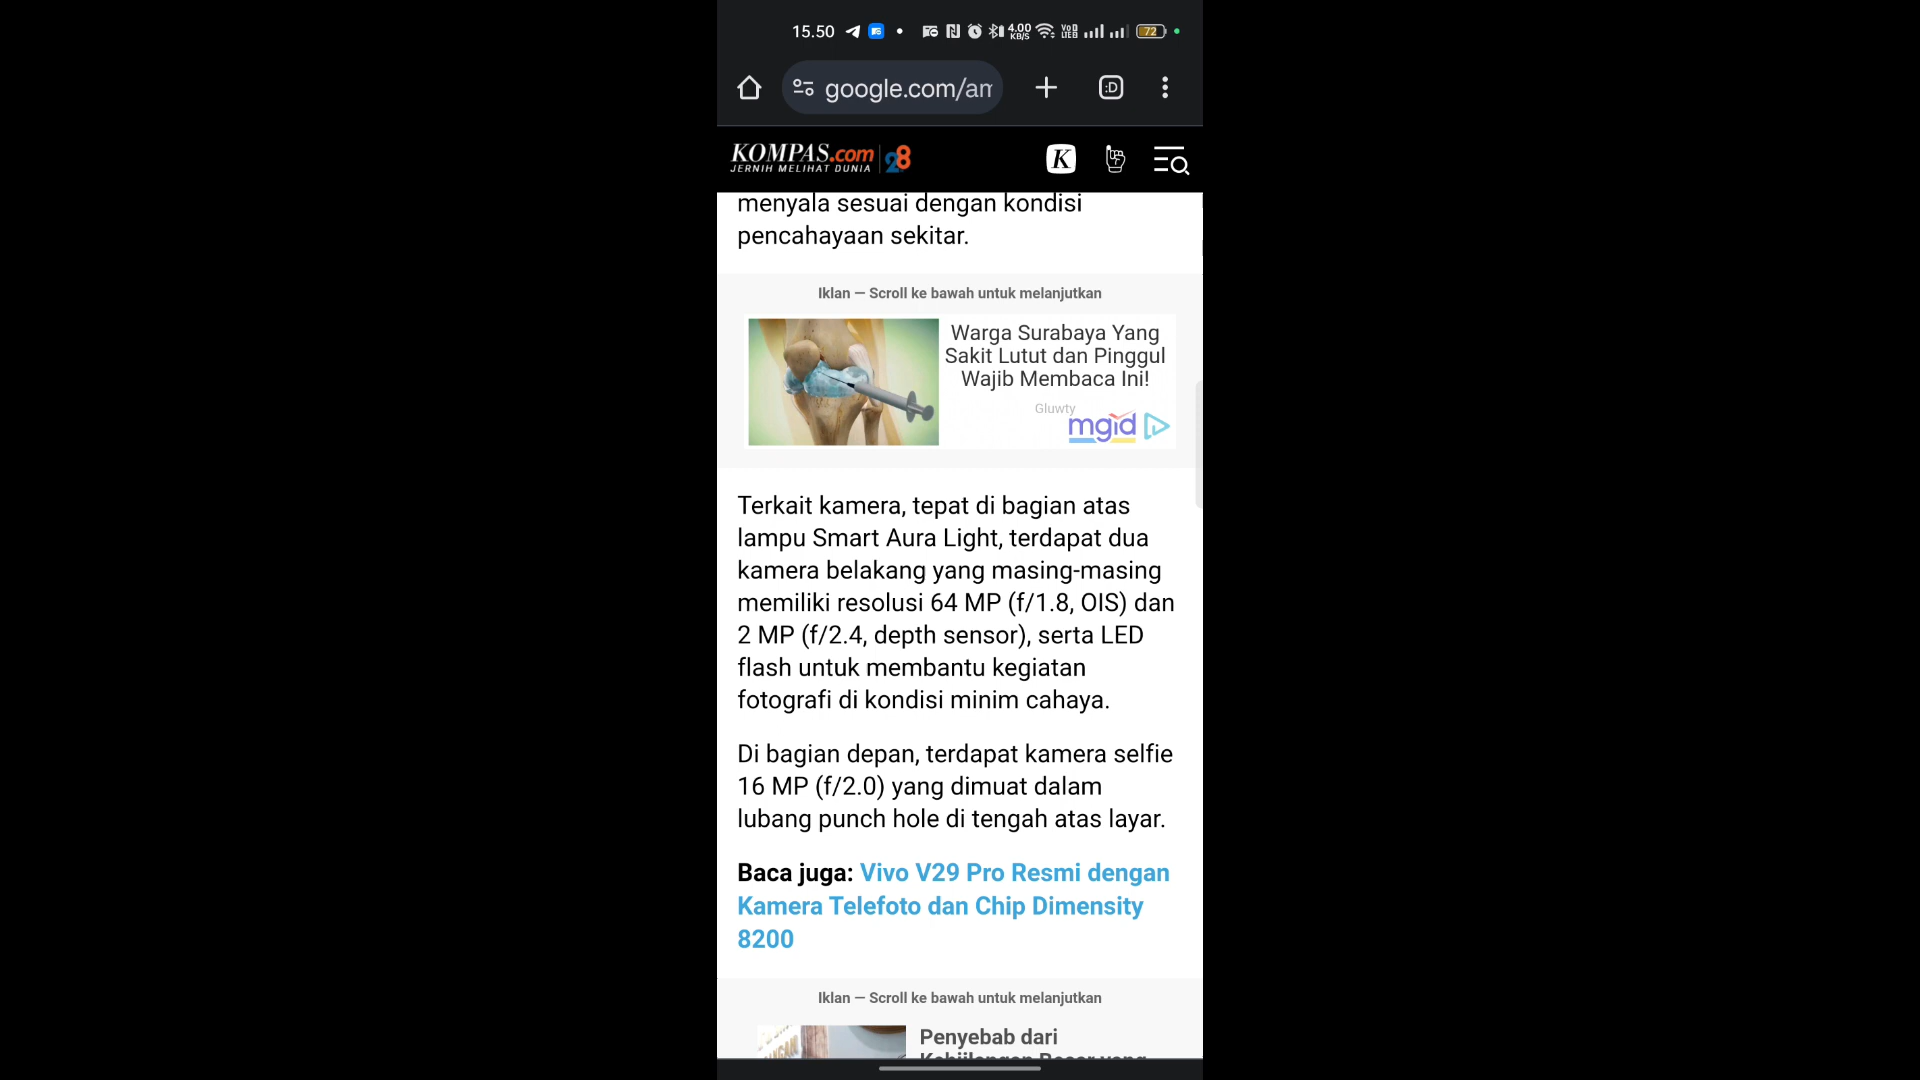 15.50
4.00
KB/S
72
google.com/am
:D
KOMPAS.com 28
JERNIH MELIHAT DUNIA
K
menyala sesuai dengan kondisi
pencahayaan sekitar.
Iklan — Scroll ke bawah untuk melanjutkan
Warga Surabaya Yang
Sakit Lutut dan Pinggul
Wajib Membaca Ini!
Gluwty
mgid
Terkait kamera, tepat di bagian atas
lampu Smart Aura Light, terdapat dua
kamera belakang yang masing-masing
memiliki resolusi 64 MP (f/1.8, OIS) dan
2 MP (f/2.4, depth sensor), serta LED
flash untuk membantu kegiatan
fotografi di kondisi minim cahaya.
Di bagian depan, terdapat kamera selfie
16 MP (f/2.0) yang dimuat dalam
lubang punch hole di tengah atas layar.
Baca juga: Vivo V29 Pro Resmi dengan
Kamera Telefoto dan Chip Dimensity
8200
Iklan — Scroll ke bawah untuk melanjutkan
Penyebab dari